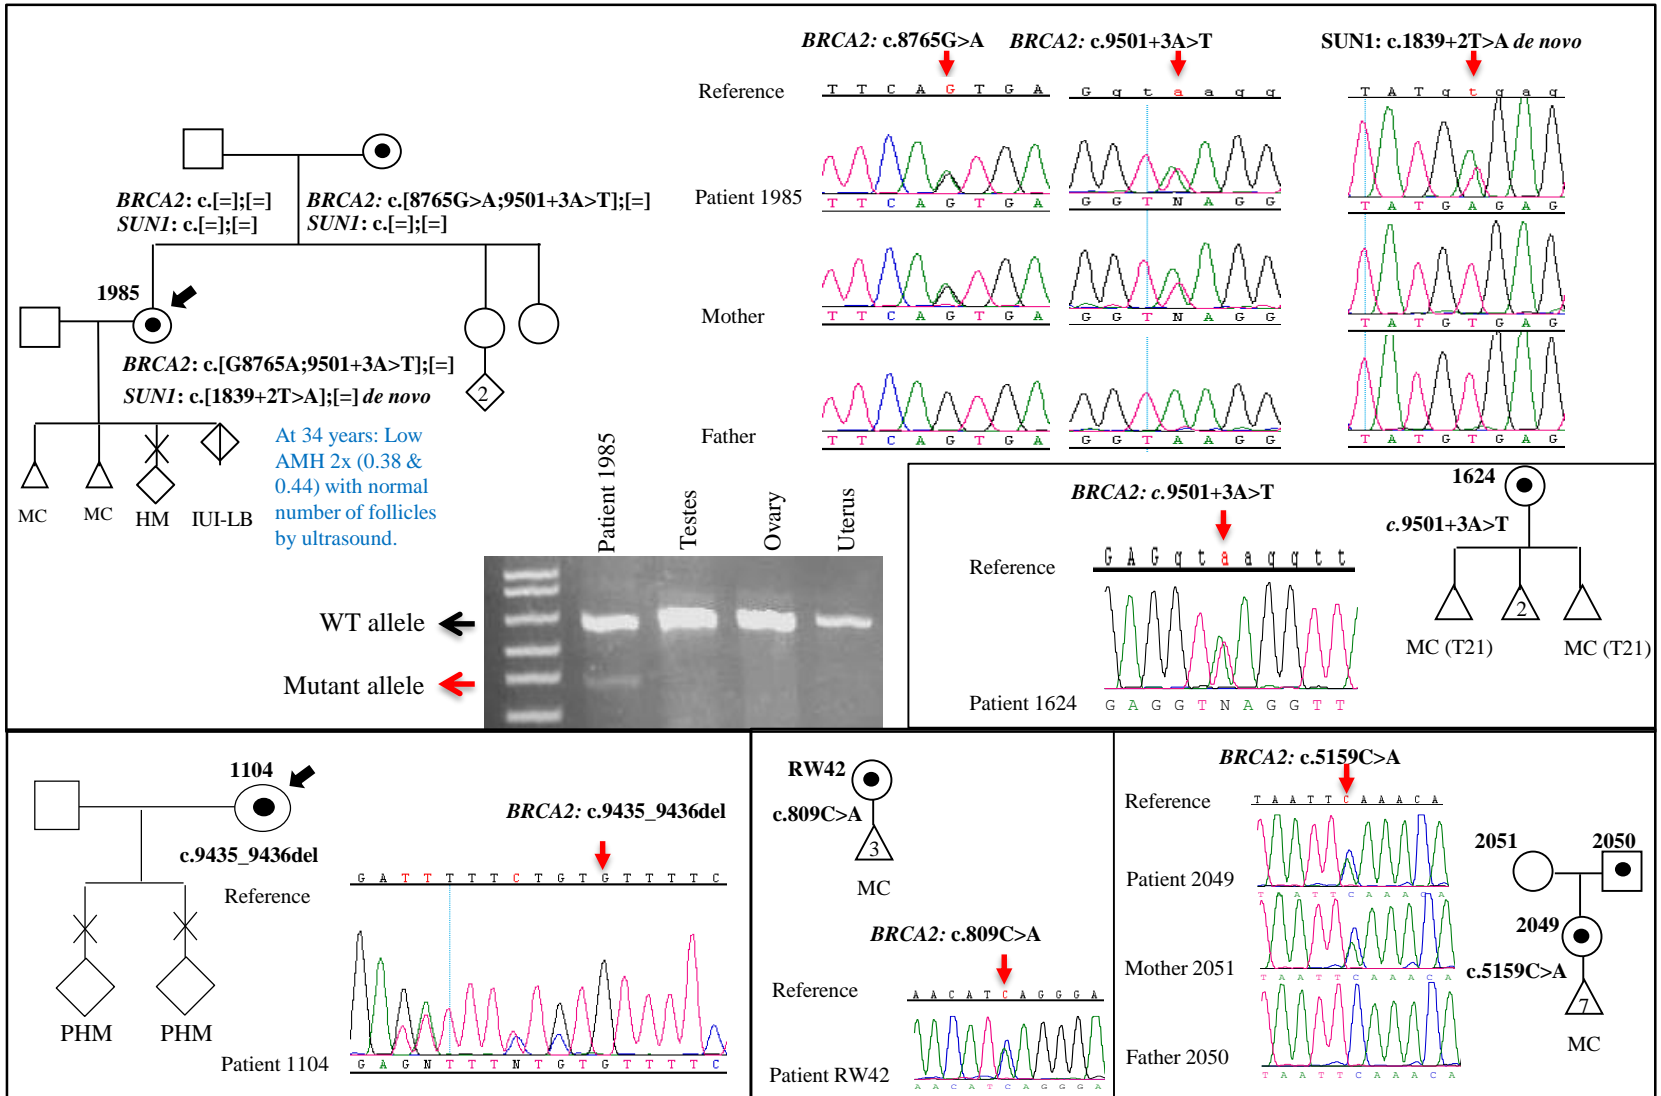 BRCA2: c.8765G>A
BRCA2: c.9501+3A>T
SUN1: c.1839+2T>A de novo
Reference
T T C A G T G A
G g t a a g g
T A T g t g a g
Patient 1985
T T C A G T G A
G G T N A G G
T A T G A G A G
Mother
T T C A G T G A
G G T N A G G
T A T G T G A G
Father
T T C A G T G A
G G T A A G G
T A T G T G A G
BRCA2: c.[=];[=]
SUN1: c.[=];[=]
BRCA2: c.[8765G>A;9501+3A>T];[=]
SUN1: c.[=];[=]
1985
BRCA2: c.[G8765A;9501+3A>T];[=]
SUN1: c.[1839+2T>A];[=] de novo
2
MC
MC
HM
IUI-LB
At 34 years: Low
AMH 2x (0.38 &
0.44) with normal
number of follicles
by ultrasound.
Patient 1985
Testes
Ovary
Uterus
WT allele
Mutant allele
BRCA2: c.9501+3A>T
Reference
G A G g t a a g g t t
Patient 1624
G A G G T N A G G T T
1624
c.9501+3A>T
2
MC (T21)
MC (T21)
1104
c.9435_9436del
PHM
PHM
BRCA2: c.9435_9436del
Reference
G A T T T T C T G T G T T T T C
Patient 1104
G A G N T T T N T G T G T T T T C
RW42
c.809C>A
3
MC
BRCA2: c.809C>A
Reference
A A C A T C A G G G A
Patient RW42
A A C A T C A G G G A
BRCA2: c.5159C>A
Reference
T A A T T C A A A C A
Patient 2049
T A A T T C A A A C A
Mother 2051
T A A T T C A A A C A
Father 2050
T A A T T C A A A C A
2051
2050
2049
c.5159C>A
7
MC